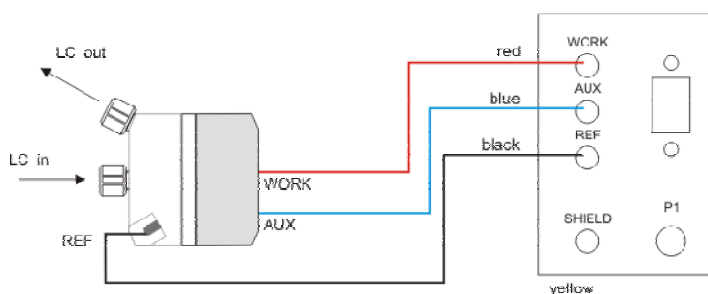 LC out
red
WORK
AUX
blue
REF
black
LC in
WORK
AUX
REF
SHIELD
P1
yellow